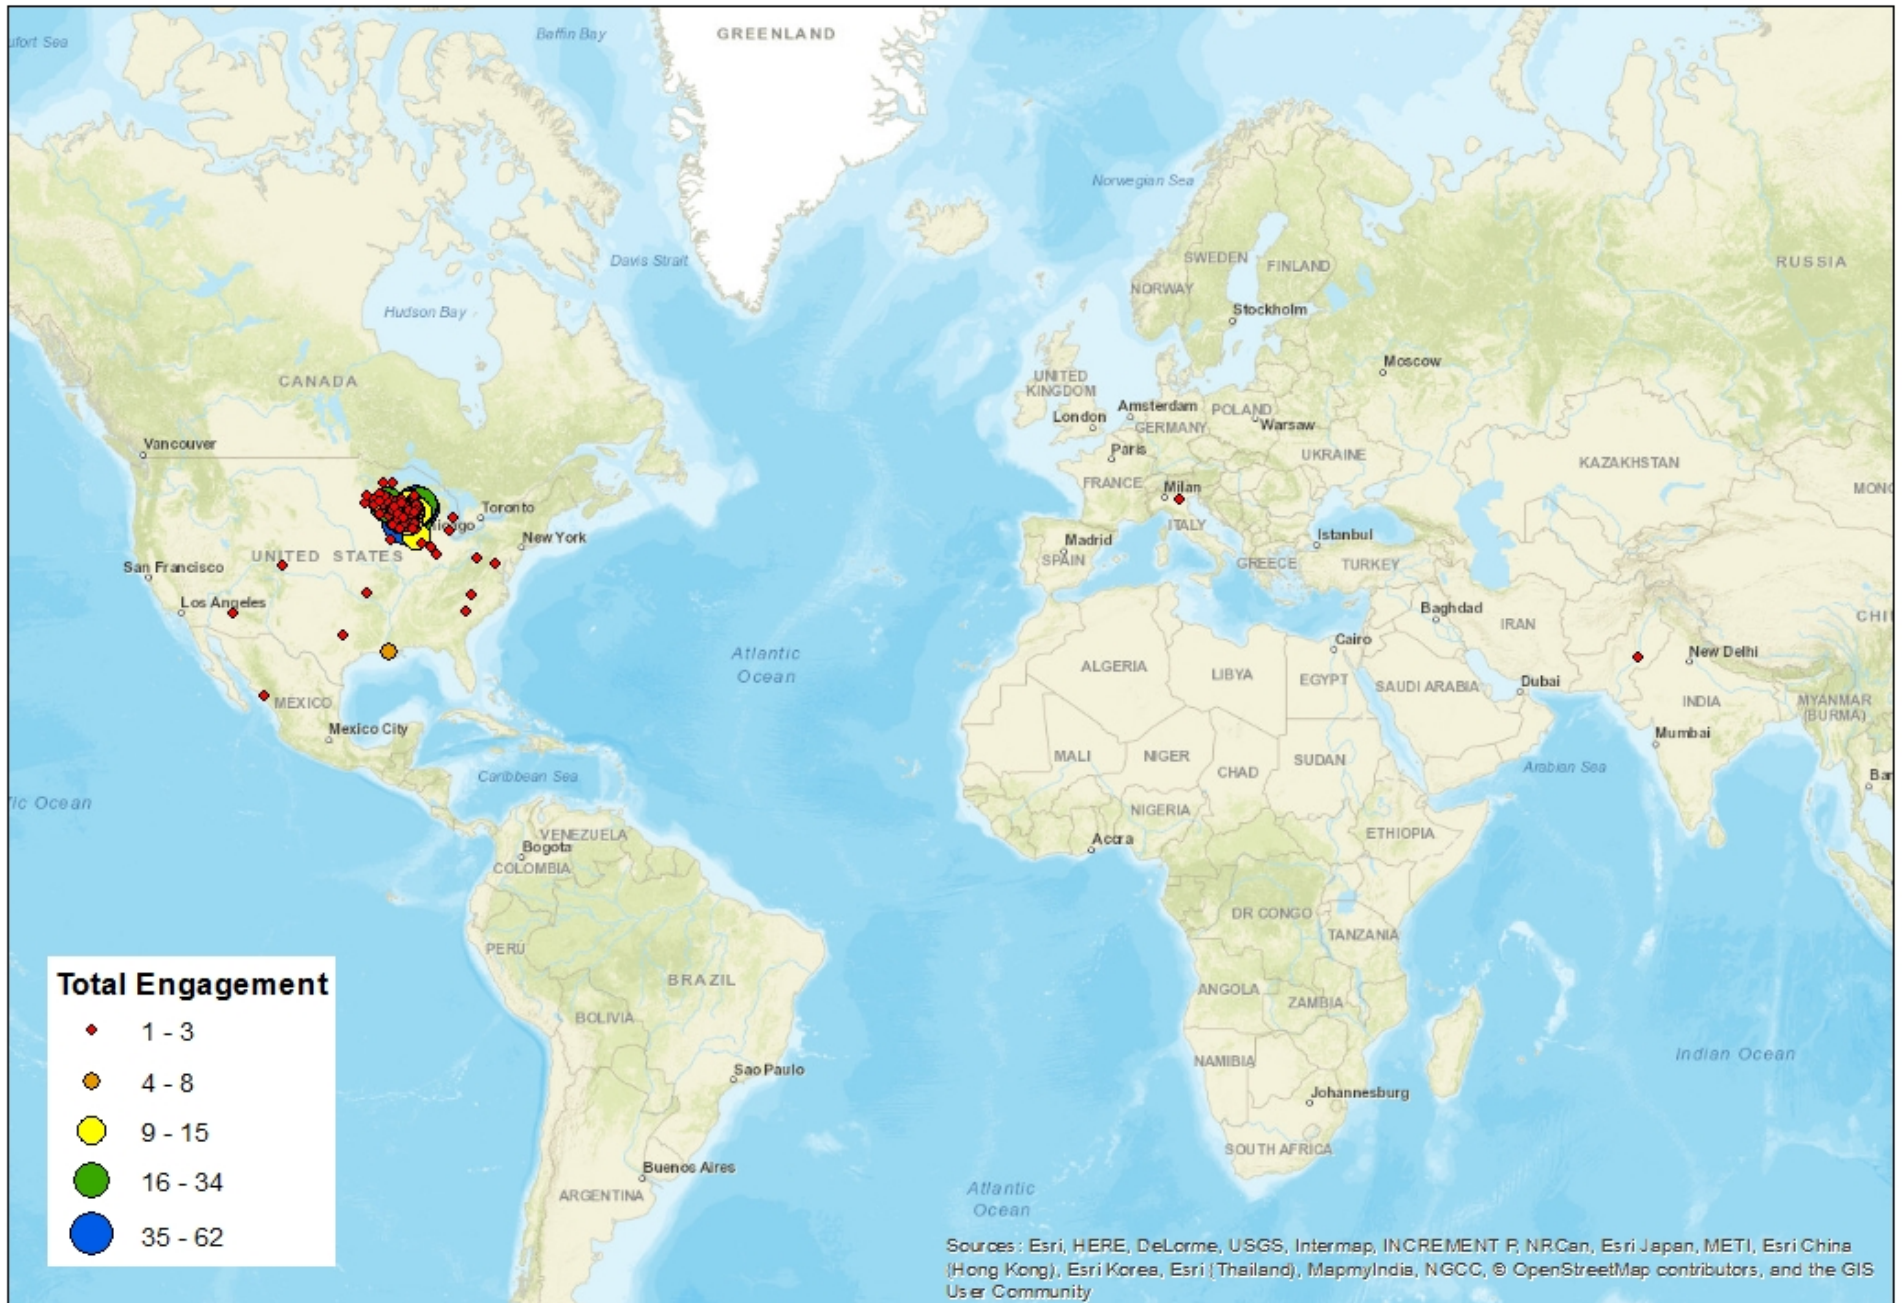 GREENLAND
Baffin Bay
Norwegian Sea
Davis Strait
SWEDEN
FINLAND
RUSSIA
NORWAY
Hudson Bay
Stockholm
Moscow
CANADA
UNITED
KINGDOM
Amsterdam
POLAND
London
GERMANY
Warsaw
Vancouver
Paris
UKRAINE
KAZAKHSTAN
FRANCE
Milan
Toronto
ITALY
New York
Madrid
Istanbul
UNITED STATES
SPAIN
GREECE
TURKEY
San Francisco
Los Angeles
Baghdad
IRAN
Cairo
New Delhi
Atlantic
Ocean
ALGERIA
LIBYA
EGYPT
SAUDI ARABIA
Dubai
INDIA
MYANMAR
(BURMA)
MEXICO
Mexico City
Mumbai
MALI
NIGER
CHAD
SUDAN
Arabian Sea
Caribbean Sea
NIGERIA
VENEZUELA
Bogota
COLOMBIA
Accra
ETHIOPIA
DR CONGO
TANZANIA
PERU
BRAZIL
ANGOLA
ZAMBIA
BOLIVIA
Indian Ocean
NAMIBIA
Sao Paulo
Johannesburg
SOUTH AFRICA
Buenos Aires
ARGENTINA
Atlantic
Ocean
Total Engagement
1 - 3
4 - 8
9 - 15
16 - 34
35 - 62
Sources: Esri, HERE, DeLorme, USGS, Intermap, INCREMENT P, NRCan, Esri Japan, METI, Esri China
(Hong Kong), Esri Korea, Esri (Thailand), MapmyIndia, NGCC, © OpenStreetMap contributors, and the GIS
User Community